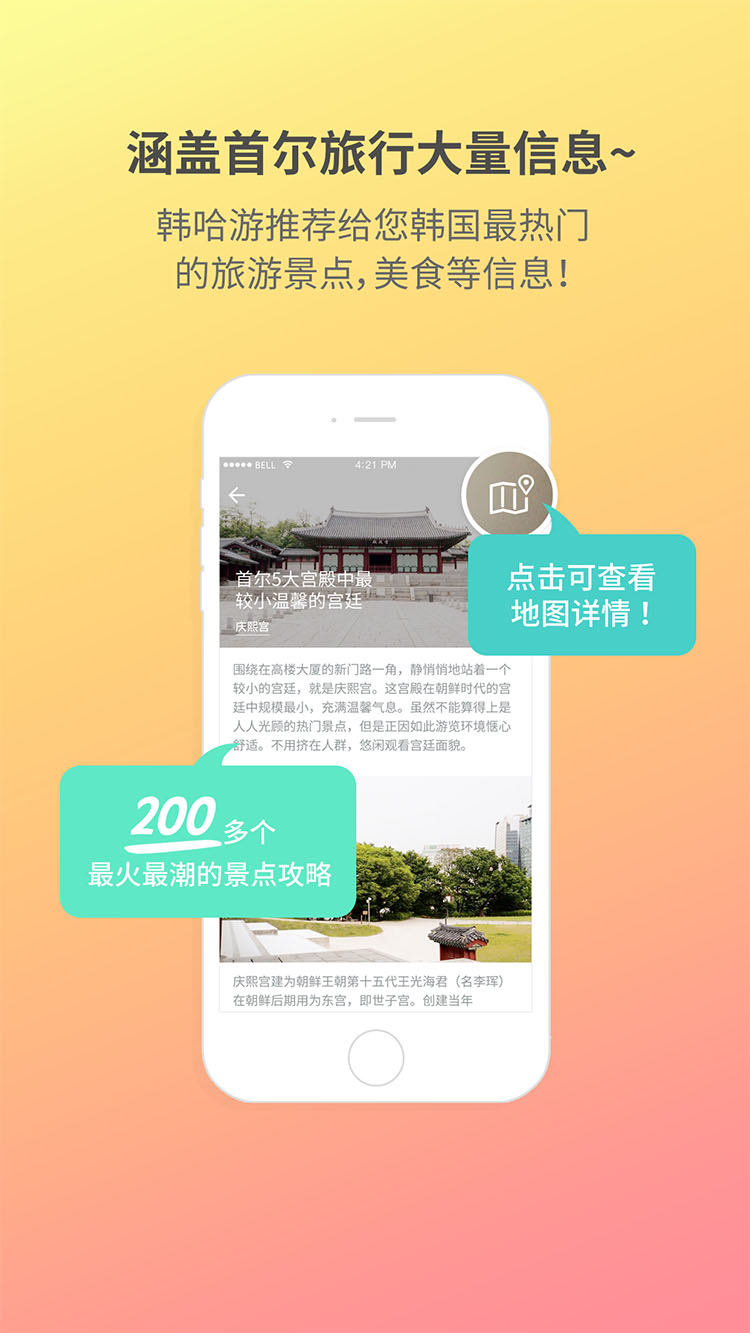 涵盖首尔旅行大量信息~
韩哈游推荐给您韩国最热门
的旅游景点,美食等信息!
BELL
4:21 PM
首尔5大宫殿中最
较小温馨的宫廷
庆熙宫
点击可查看
地图详情！
围绕在高楼大厦的新门路一角，静悄悄地站着一个
较小的宫廷，就是庆熙宫。这宫殿在朝鲜时代的宫
廷中规模最小，充满温馨气息。虽然不能算得上是
人人光顾的热门景点，但是正因如此游览环境惬心
舒适。不用挤在人群，悠闲观看宫廷面貌。
200多个
最火最潮的景点攻略
庆熙宫建为朝鲜王朝第十五代王光海君（名李珲）
在朝鲜后期用为东宫，即世子宫。创建当年